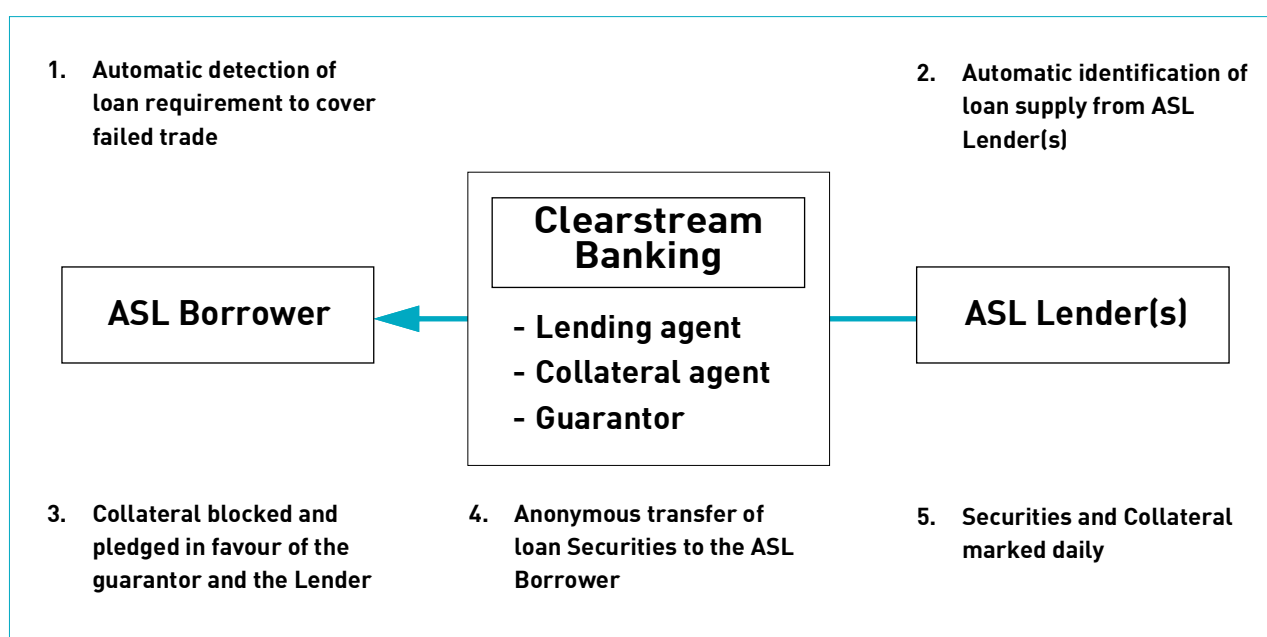 1. Automatic detection of
loan requirement to cover
failed trade
2. Automatic identification of
loan supply from ASL
Lender(s)
Clearstream
Banking
ASL Borrower
- Lending agent
- Collateral agent
- Guarantor
ASL Lender(s)
3. Collateral blocked and
pledged in favour of the
guarantor and the Lender
4. Anonymous transfer of
loan Securities to the ASL
Borrower
5. Securities and Collateral
marked daily